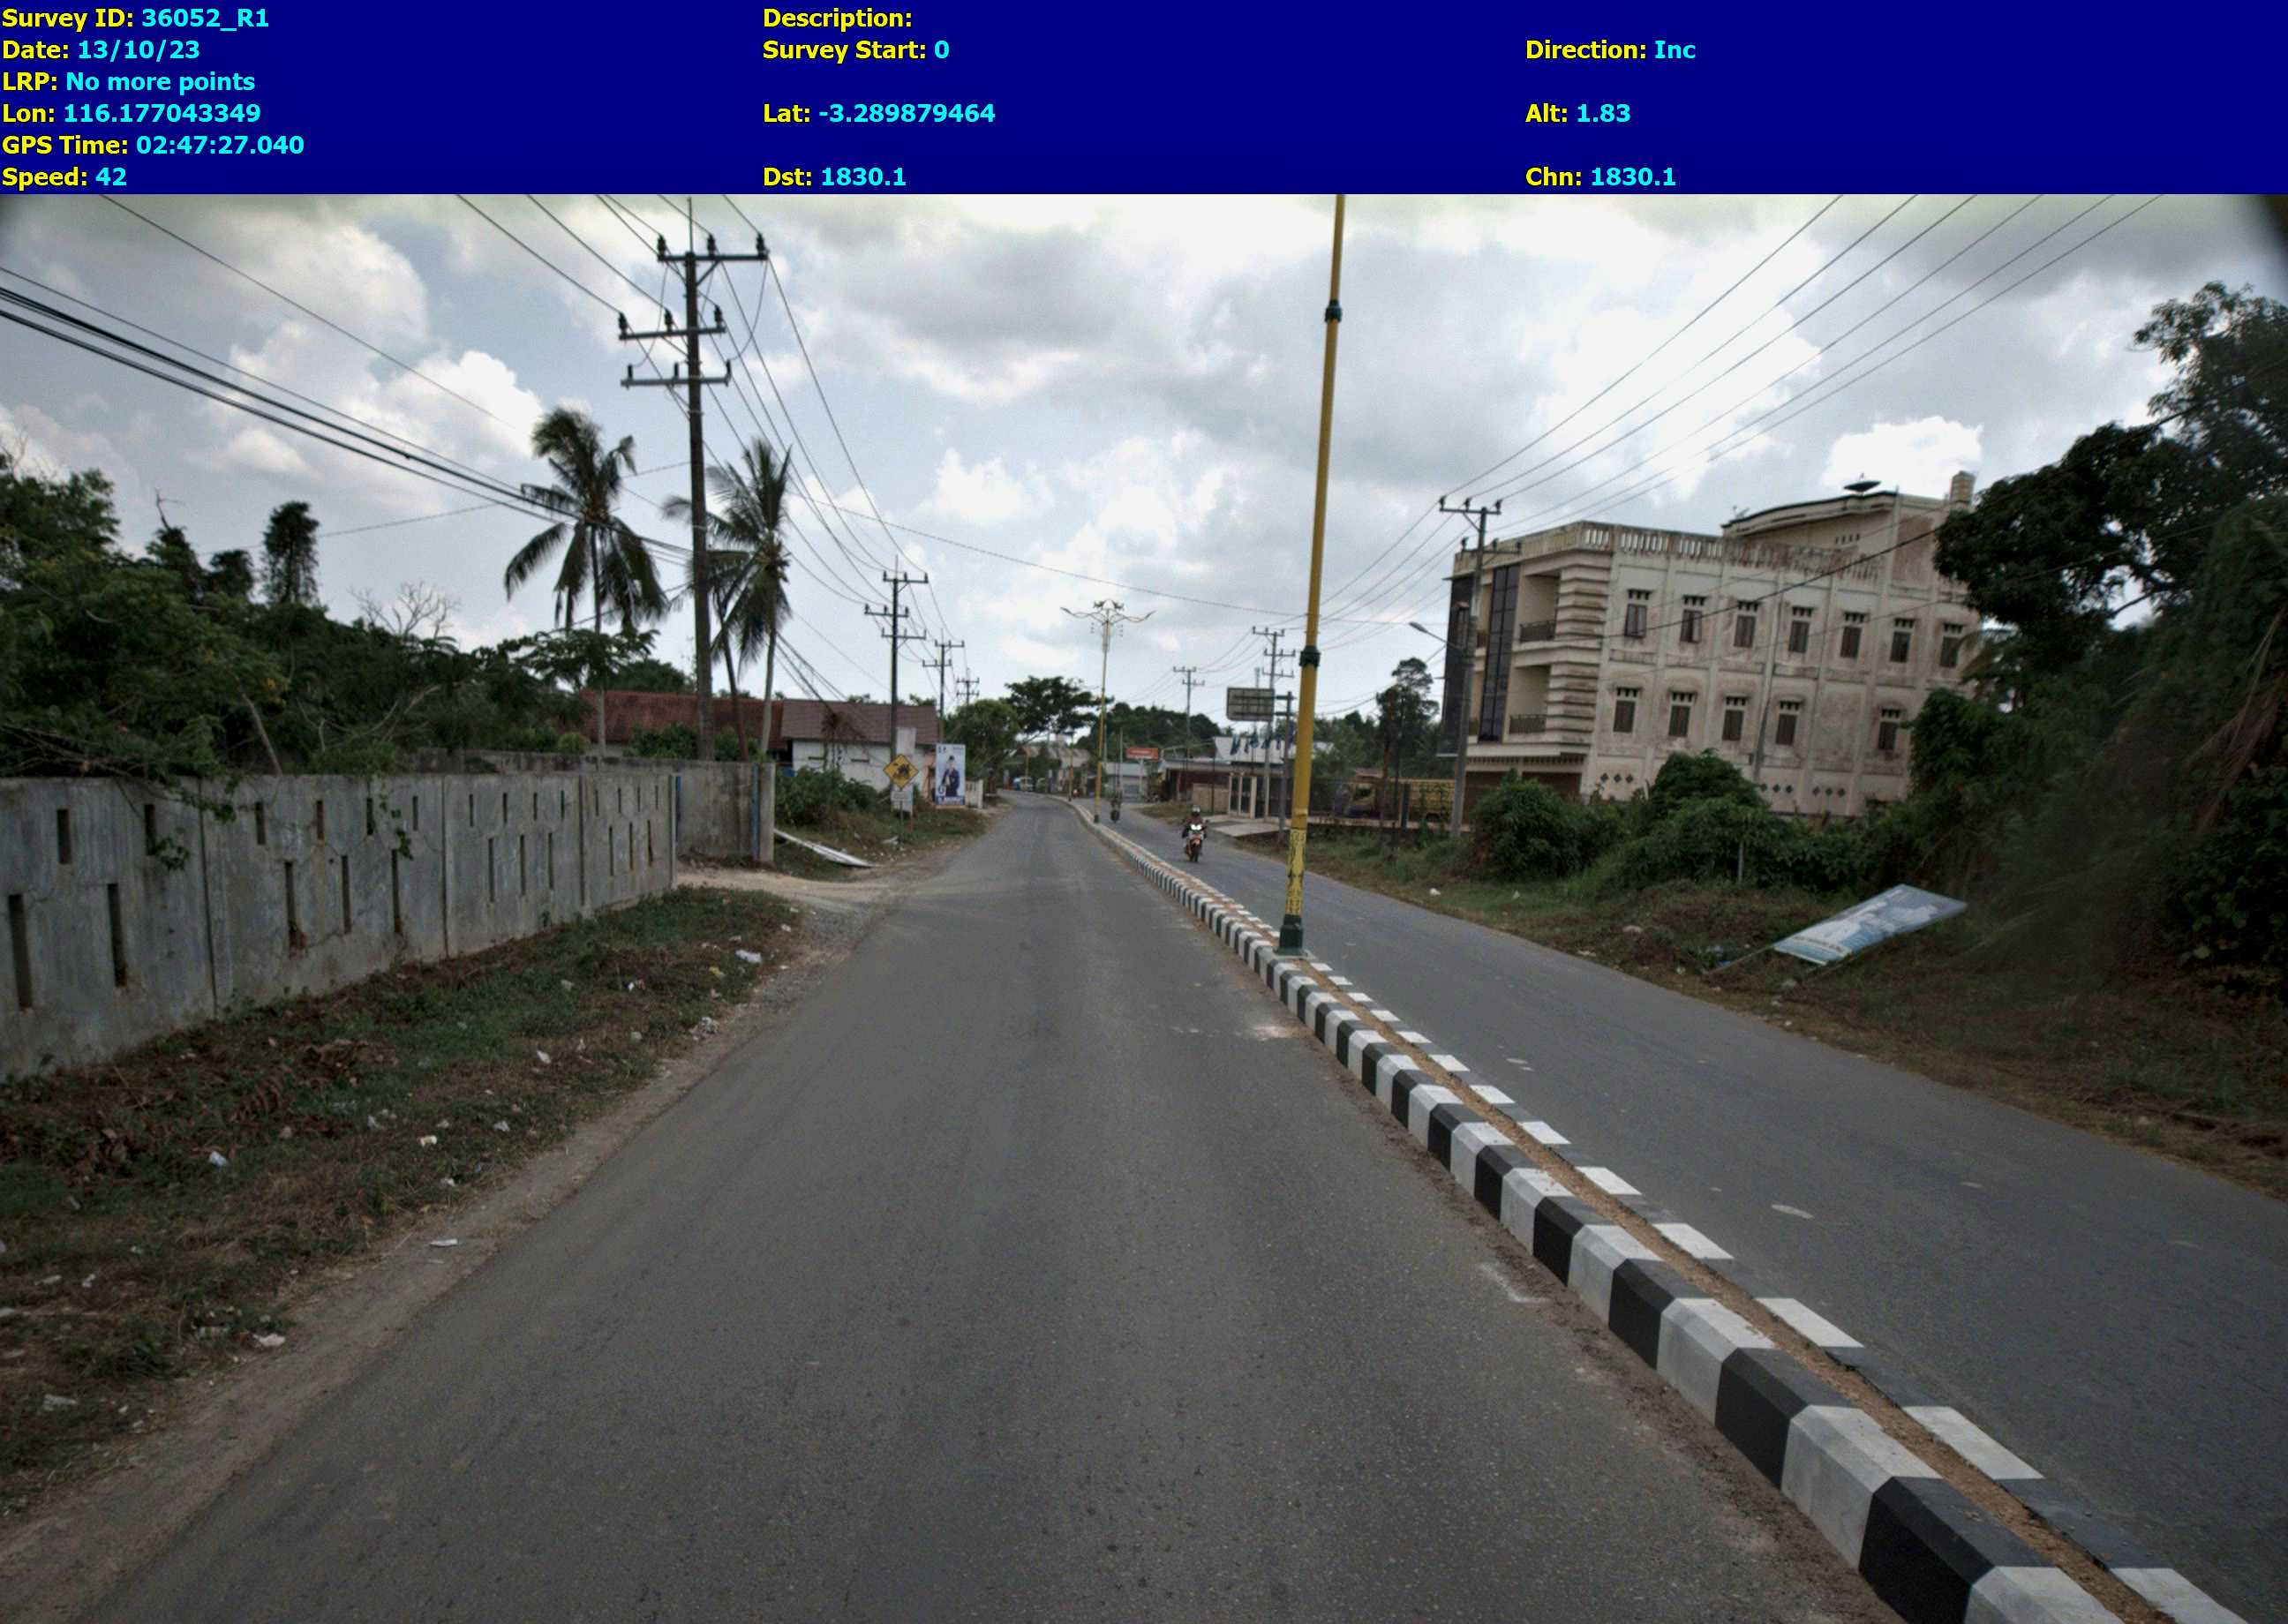 Survey ID: 36052_R1
Description:
Date: 13/10/23
Survey Start: 0
Direction: Inc
LRP: No more points
Lon: 116.177043349
Lat: -3.289879464
Alt: 1.83
GPS Time: 02:47:27.040
Speed: 42
Dst: 1830.1
Chn: 1830.1